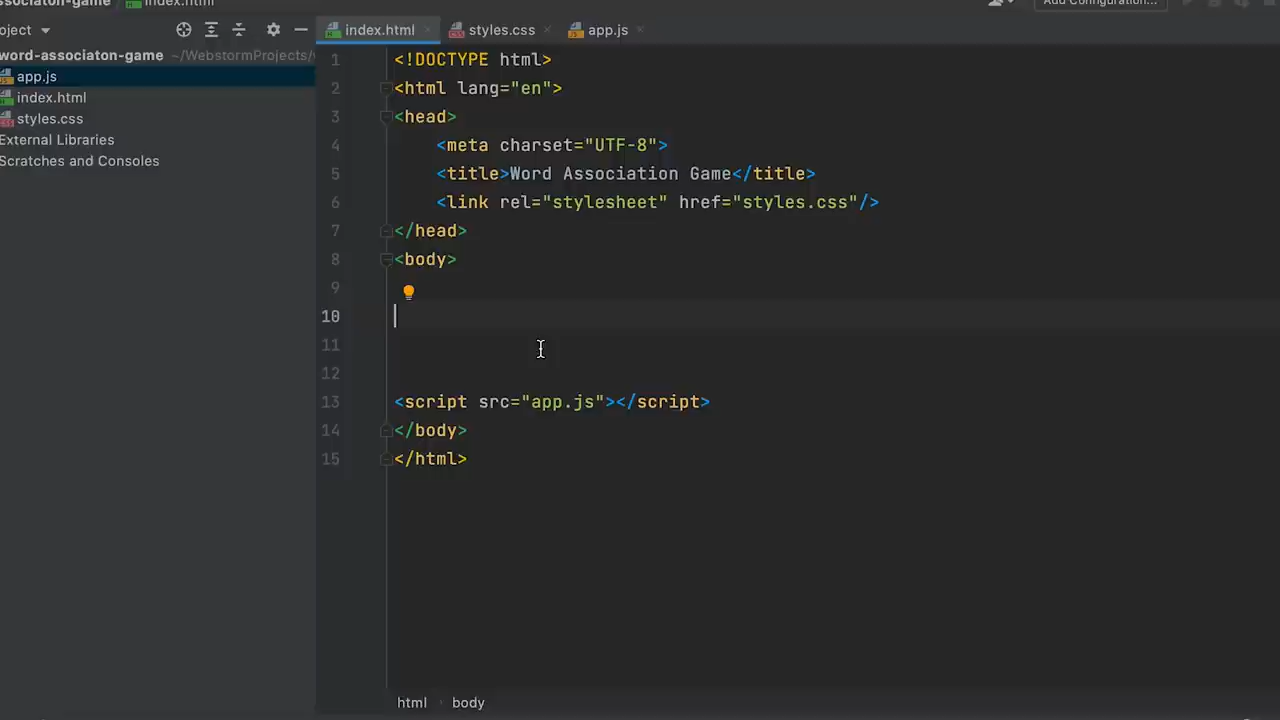 associaton-game index.html
Add Configuration...
oject
index.html
styles.css
app.js
word-associaton-game ~/WebstormProjects/
app.js
index.html
styles.css
External Libraries
Scratches and Consoles
1 <!DOCTYPE html>
2 <html lang="en">
3 <head>
4 <meta charset="UTF-8">
5 <title>Word Association Game</title>
6 <link rel="stylesheet" href="styles.css"/>
7 </head>
8 <body>
9
10
11
12
13 <script src="app.js"></script>
14 </body>
15 </html>
html body